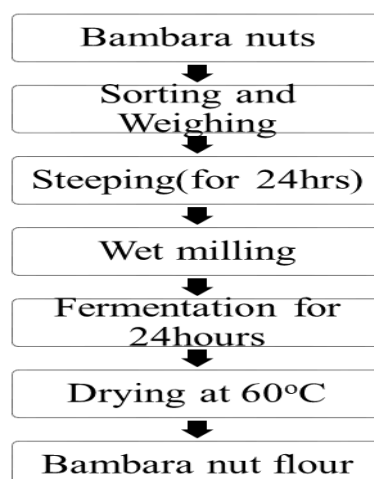 Bambara nuts
Sorting and
Weighing
Steeping(for 24hrs)
Wet milling
Fermentation for
24hours
Drying at 60°C
Bambara nut flour